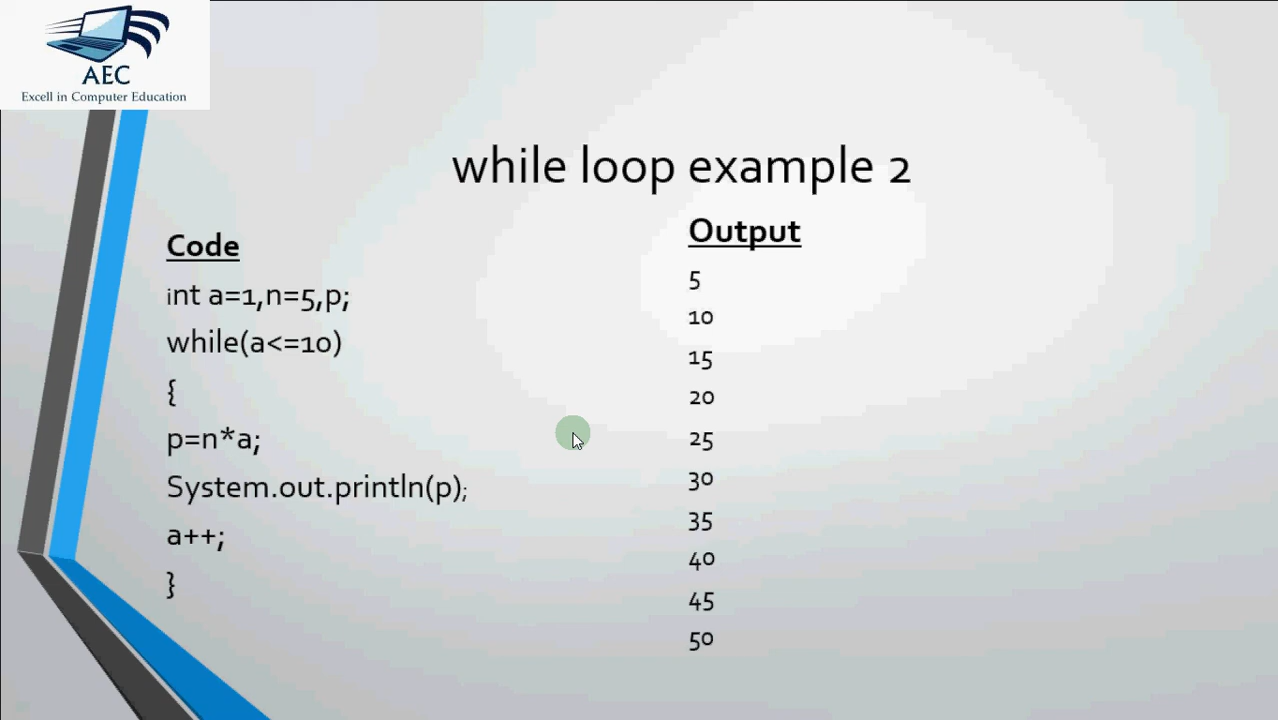 AEC
Excell in Computer Education
while loop example 2
Code
int a=1,n=5,p;
while(a<=10)
{
p=n*a;
System.out.println(p);
a++;
}
Output
5
10
15
20
25
30
35
40
45
50